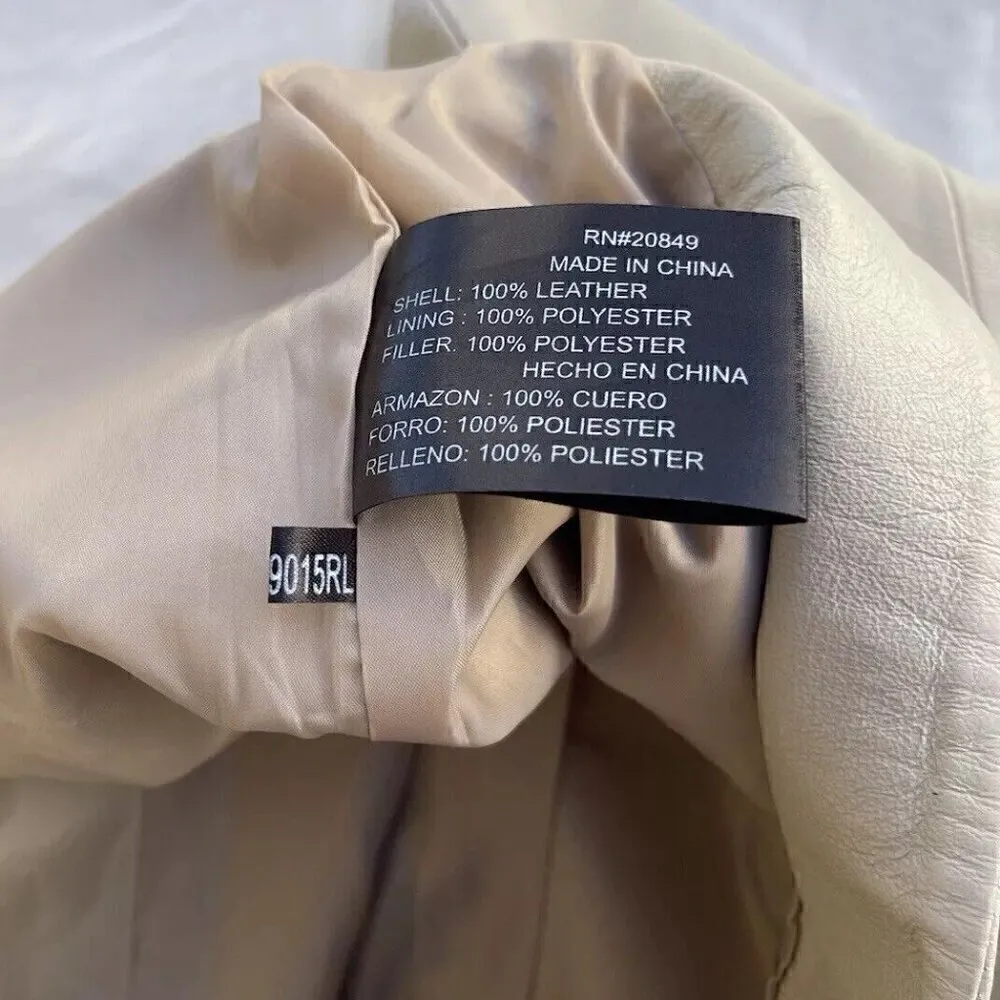 RN#20849
MADE IN CHINA
SHELL: 100% LEATHER
LINING : 100% POLYESTER
FILLER. 100% POLYESTER
HECHO EN CHINA
ARMAZON : 100% CUERO
FORRO: 100% POLIESTER
RELLENO: 100% POLIESTER
9015RL